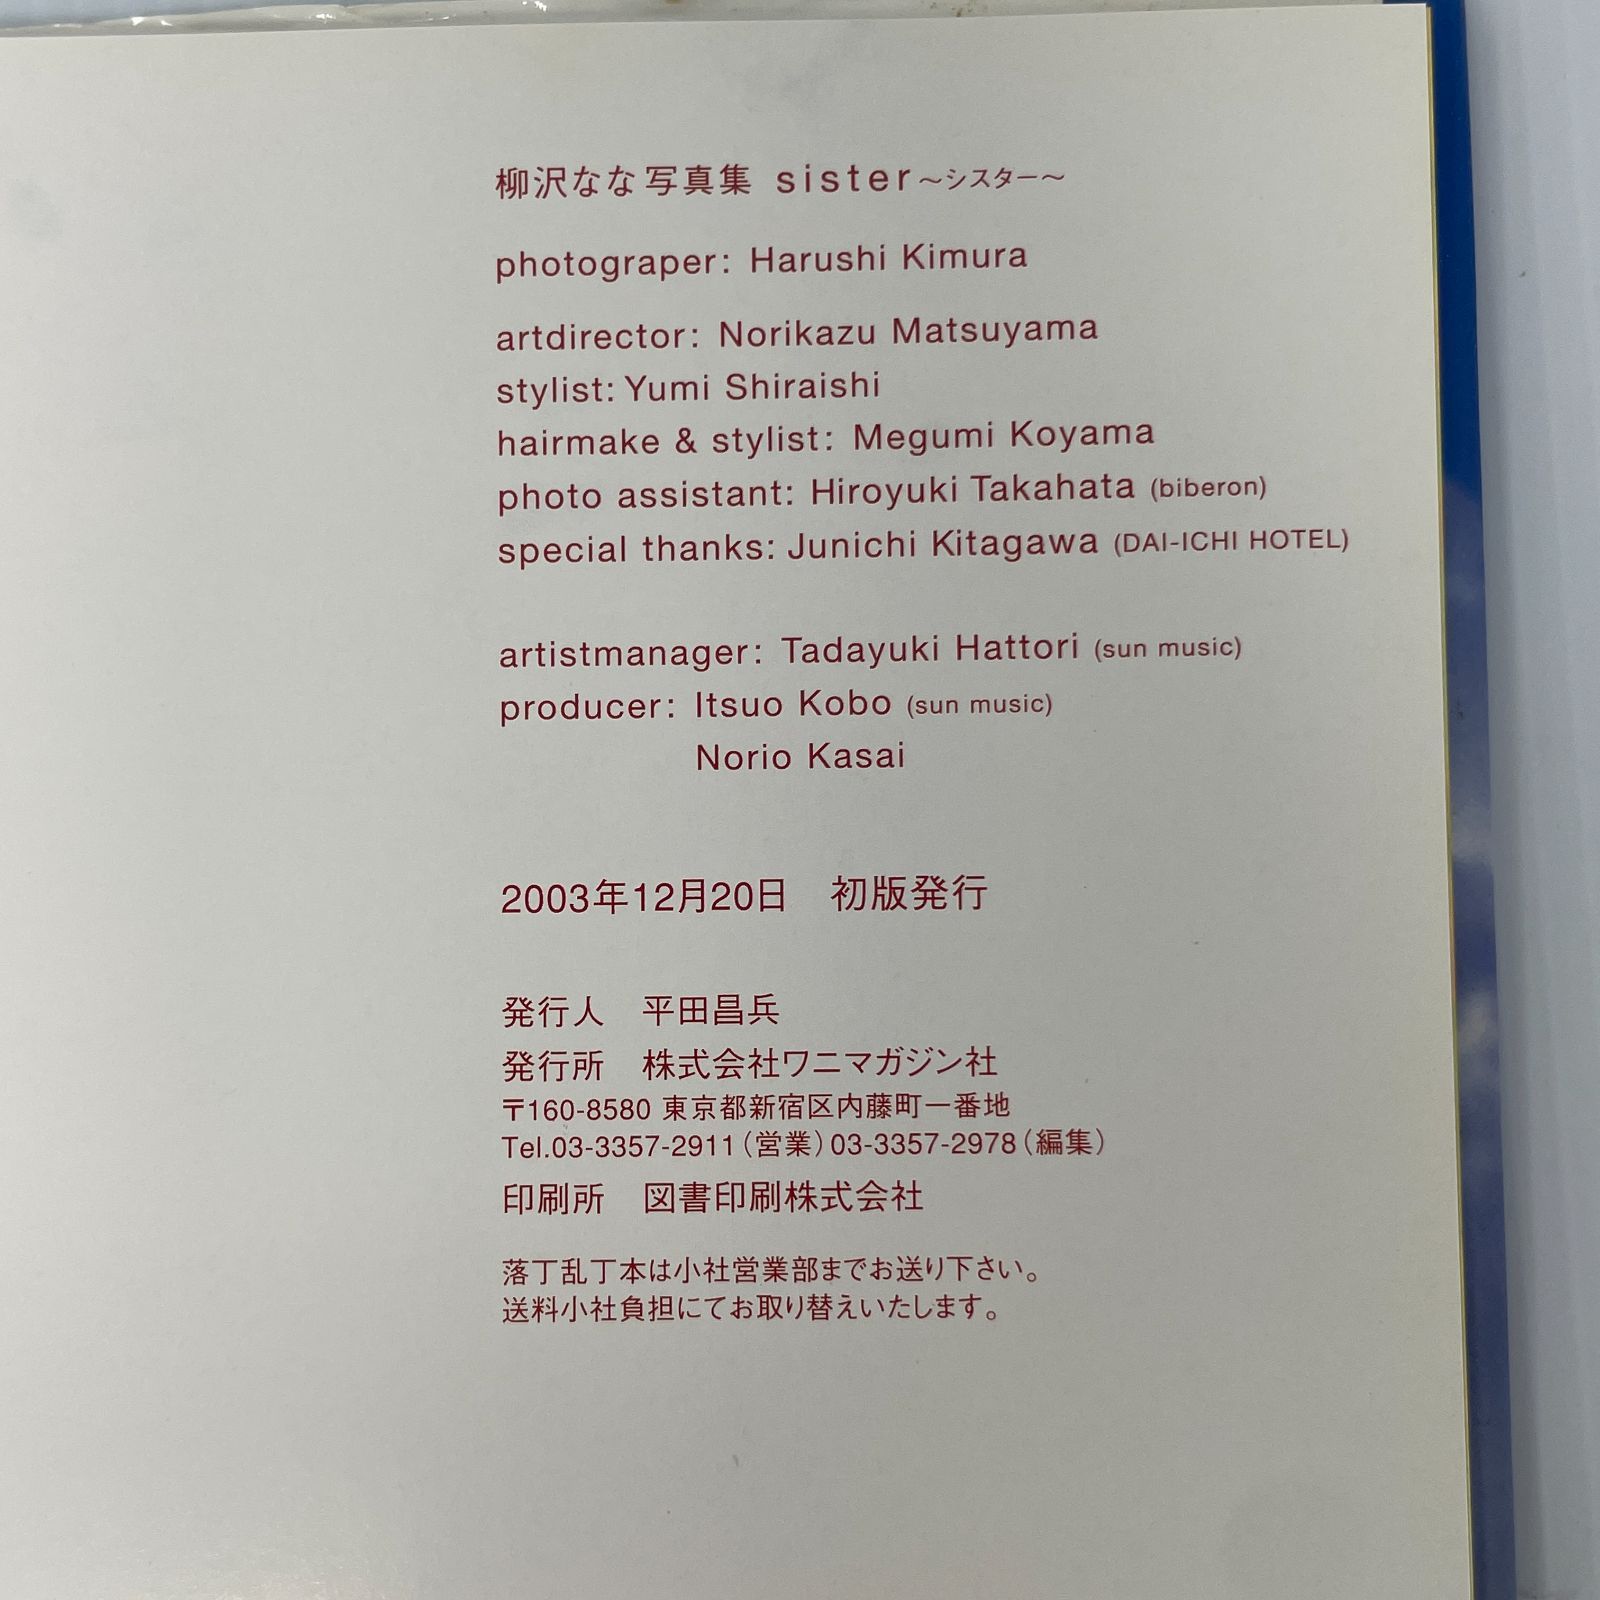 柳沢なな写真集 sister～シスター～
photograper: Harushi Kimura
artdirector: Norikazu Matsuyama
stylist: Yumi Shiraishi
hairmake & stylist: Megumi Koyama
photo assistant: Hiroyuki Takahata (biberon)
special thanks: Junichi Kitagawa (DAI-ICHI HOTEL)
artistmanager: Tadayuki Hattori (sun music)
producer: Itsuo Kobo (sun music)
Norio Kasai
2003年12月20日　初版発行
発行人　平田昌兵
発行所　株式会社ワニマガジン社
〒160-8580 東京都新宿区内藤町一番地
Tel.03-3357-2911（営業）03-3357-2978（編集）
印刷所　図書印刷株式会社
落丁乱丁本は小社営業部までお送り下さい。
送料小社負担にてお取り替えいたします。